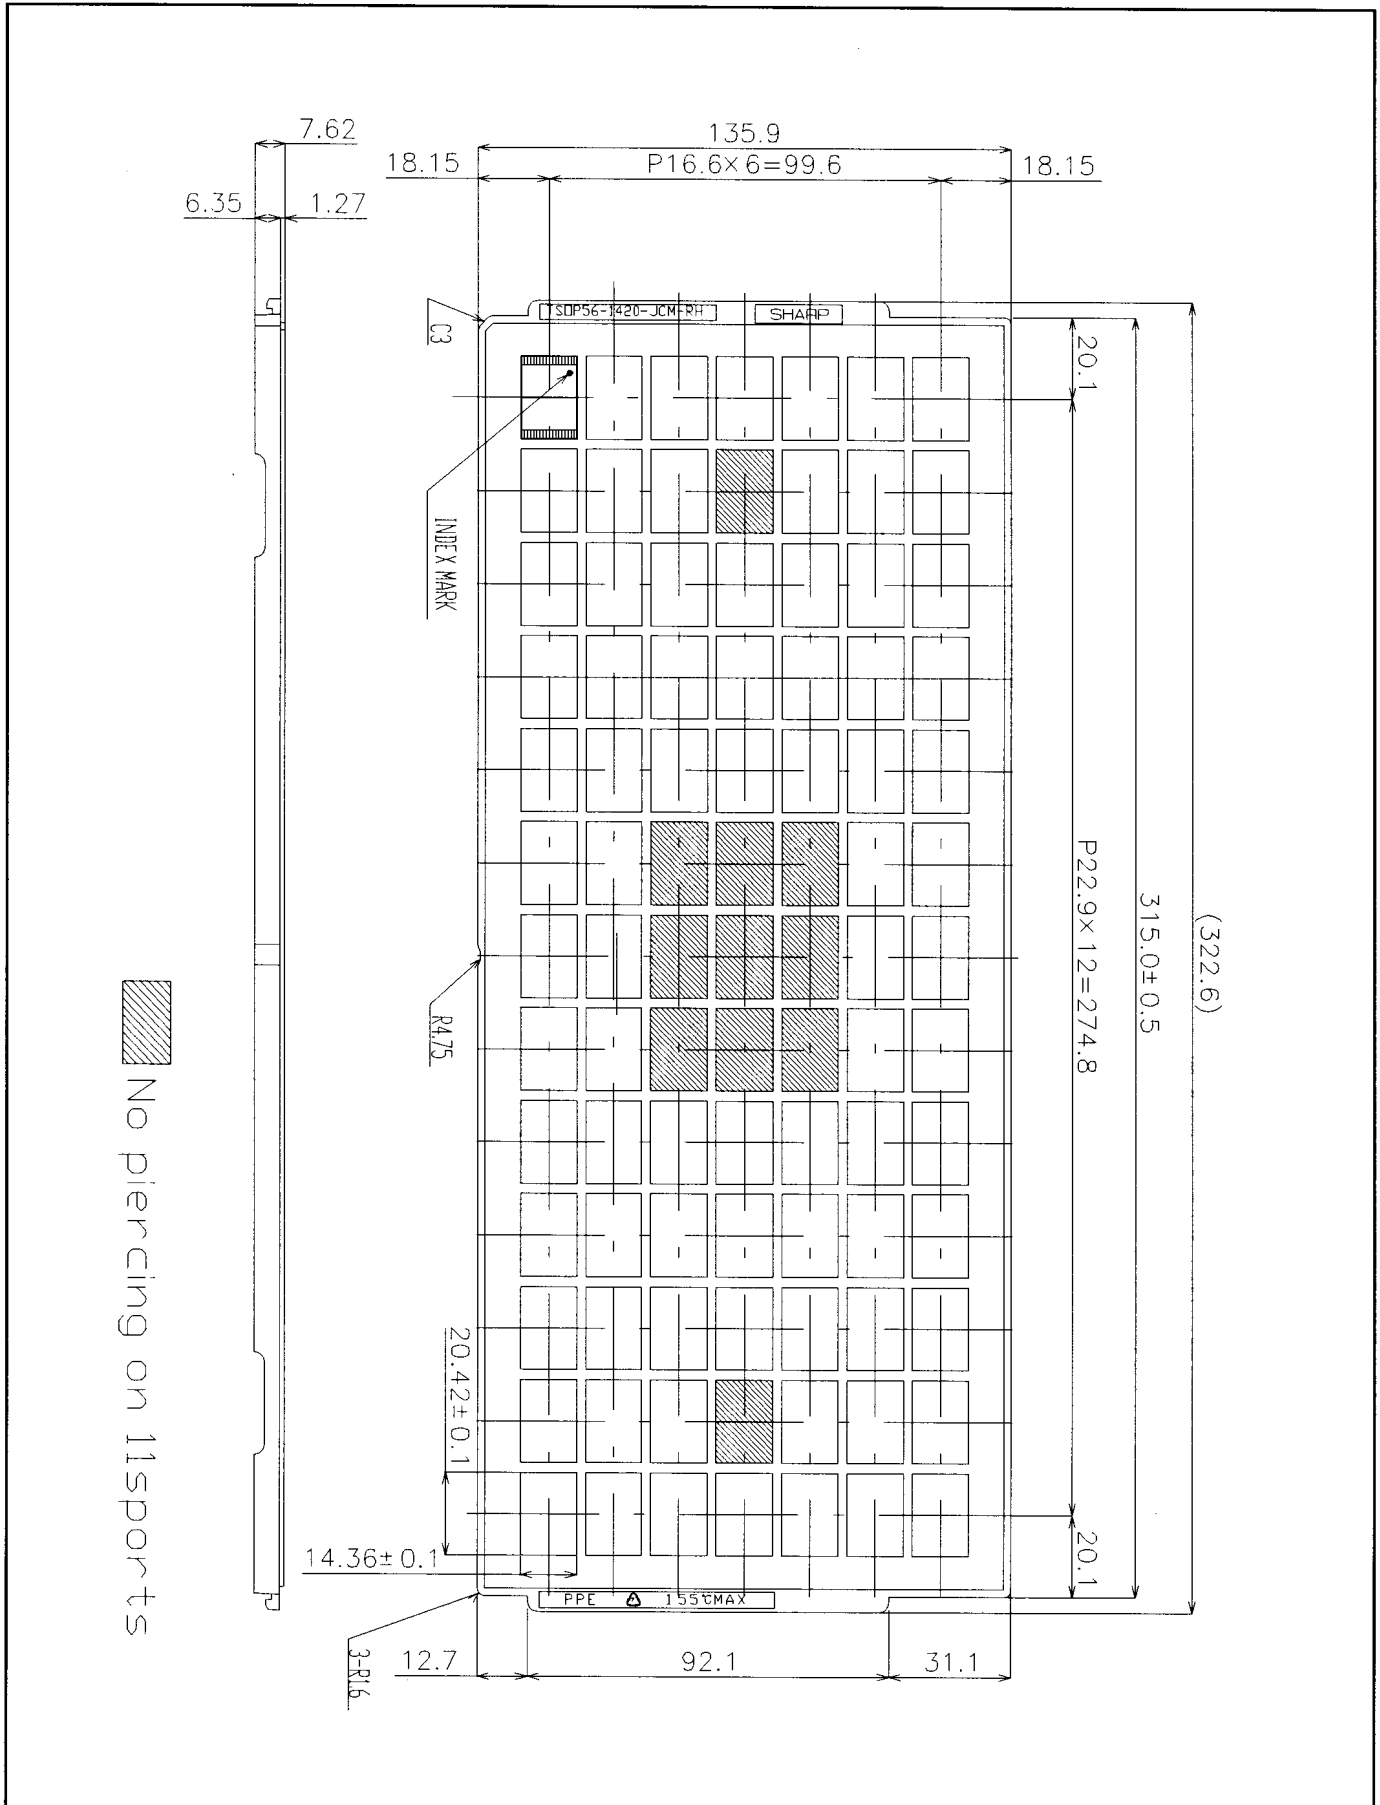 7.62
135.9
18.15
P16.6×6=99.6
18.15
6.35
1.27
TSOP56-1420-JCM-RH
SHARP
C3
20.1
INDEX MARK
P22.9×12=274.8
315.0±0.5
(322.6)
R4.75
No piercing on 11sports
20.42±0.1
20.1
14.36±0.1
PPE
155℃MAX
3-R1.6
12.7
92.1
31.1